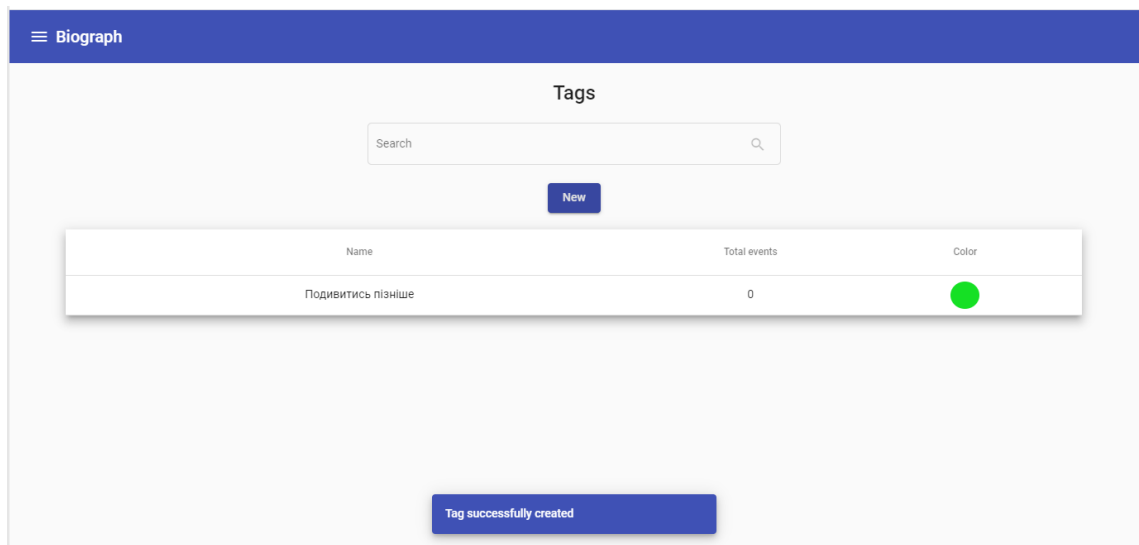 Biograph
Tags
Search
New
Name Total events Color
Подивитись пізніше 0
Tag successfully created